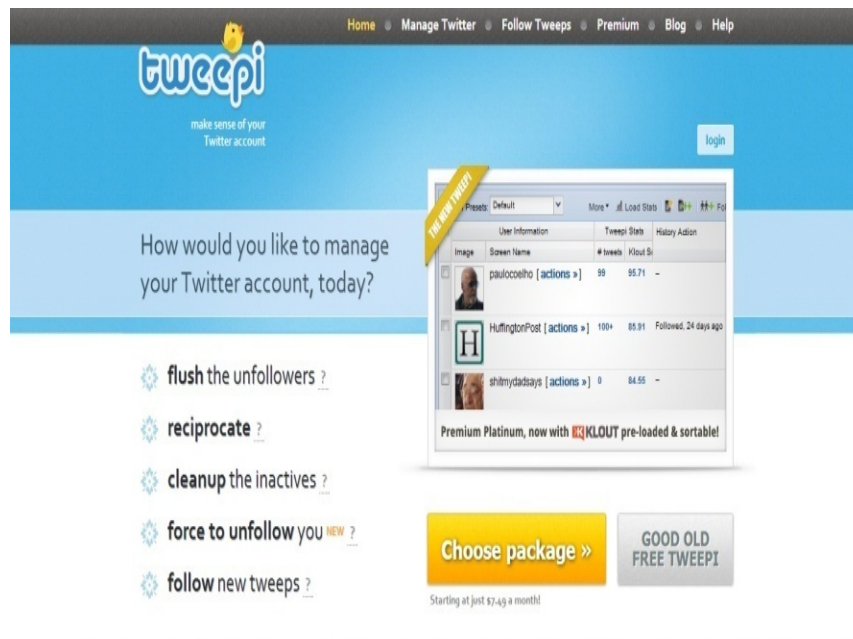 Home Manage Twitter Follow Tweeps Premium Blog Help
tweepi
make sense of your
Twitter account
login
THE NEW TWEEPI
Presets: Default More Load Stats Fol
User Information Tweepi Stats History Action
Image Screen Name # tweets Klout Sc
paulocoelho [ actions » ] 99 95.71 –
HuffingtonPost [ actions » ] 100+ 85.91 Followed, 24 days ago
H
shitmydadsays [ actions » ] 0 84.55 –
Premium Platinum, now with K KLOUT pre-loaded & sortable!
How would you like to manage
your Twitter account, today?
flush the unfollowers ?
reciprocate ?
cleanup the inactives ?
force to unfollow you NEW ?
follow new tweeps ?
Choose package »
Starting at just $7.49 a month!
GOOD OLD
FREE TWEEPI